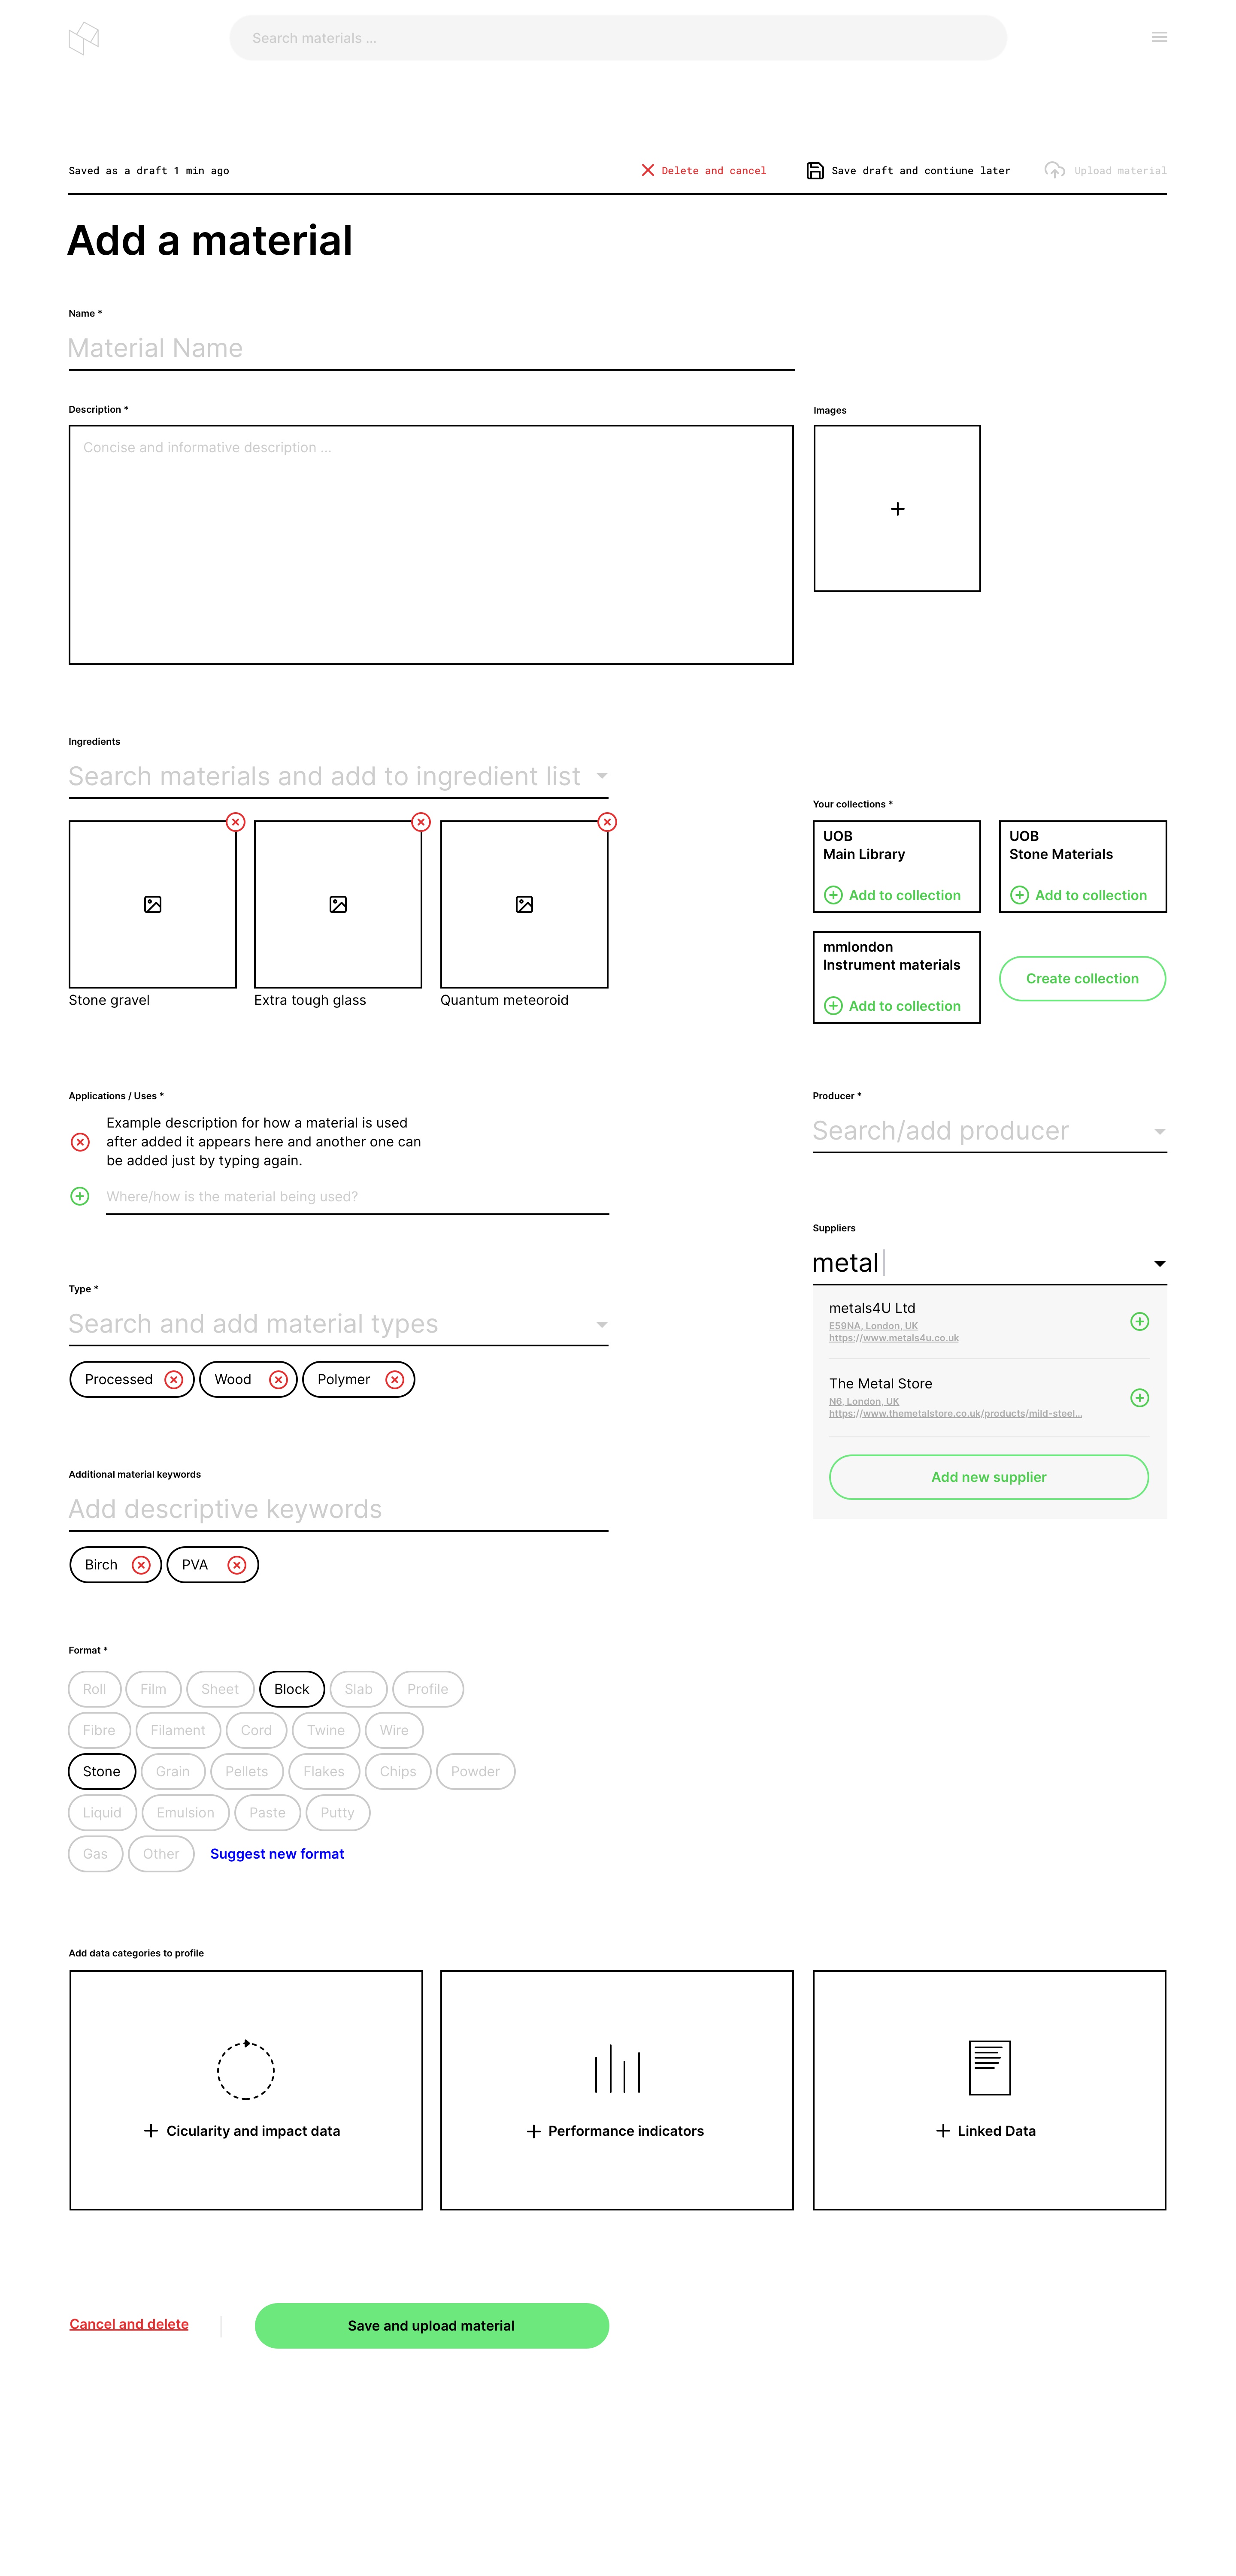 Search materials ...
Saved as a draft 1 min ago
Delete and cancel
Save draft and contiune later
Upload material
Add a material
Name *
Material Name
Description *
Concise and informative description ...
Images
Ingredients
Search materials and add to ingredient list
Stone gravel
Extra tough glass
Quantum meteoroid
Your collections *
UOB
Main Library
Add to collection
UOB
Stone Materials
Add to collection
mmlondon
Instrument materials
Add to collection
Create collection
Applications / Uses *
Example description for how a material is used
after added it appears here and another one can
be added just by typing again.
Where/how is the material being used?
Producer *
Search/add producer
Suppliers
metal
metals4U Ltd
E59NA, London, UK
https://www.metals4u.co.uk
The Metal Store
N6, London, UK
https://www.themetalstore.co.uk/products/mild-steel...
Add new supplier
Type *
Search and add material types
Processed
Wood
Polymer
Additional material keywords
Add descriptive keywords
Birch
PVA
Format *
Roll Film Sheet Block Slab Profile
Fibre Filament Cord Twine Wire
Stone Grain Pellets Flakes Chips Powder
Liquid Emulsion Paste Putty
Gas Other Suggest new format
Add data categories to profile
Cicularity and impact data
Performance indicators
Linked Data
Cancel and delete
Save and upload material